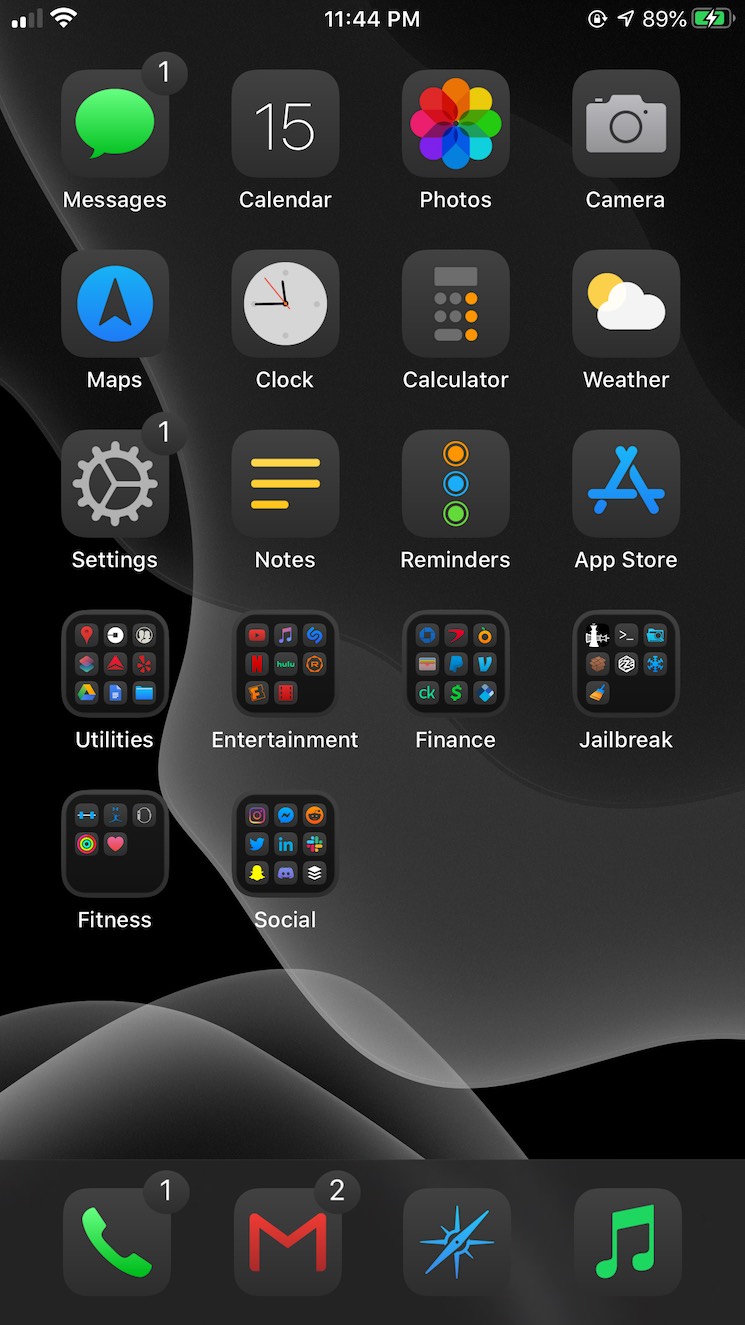 11:44 PM 89%
1
15
Messages Calendar Photos Camera
Maps Clock Calculator Weather
1
Settings Notes Reminders App Store
hulu
ck $
>_
in
Utilities Entertainment Finance Jailbreak
Fitness Social
1 2